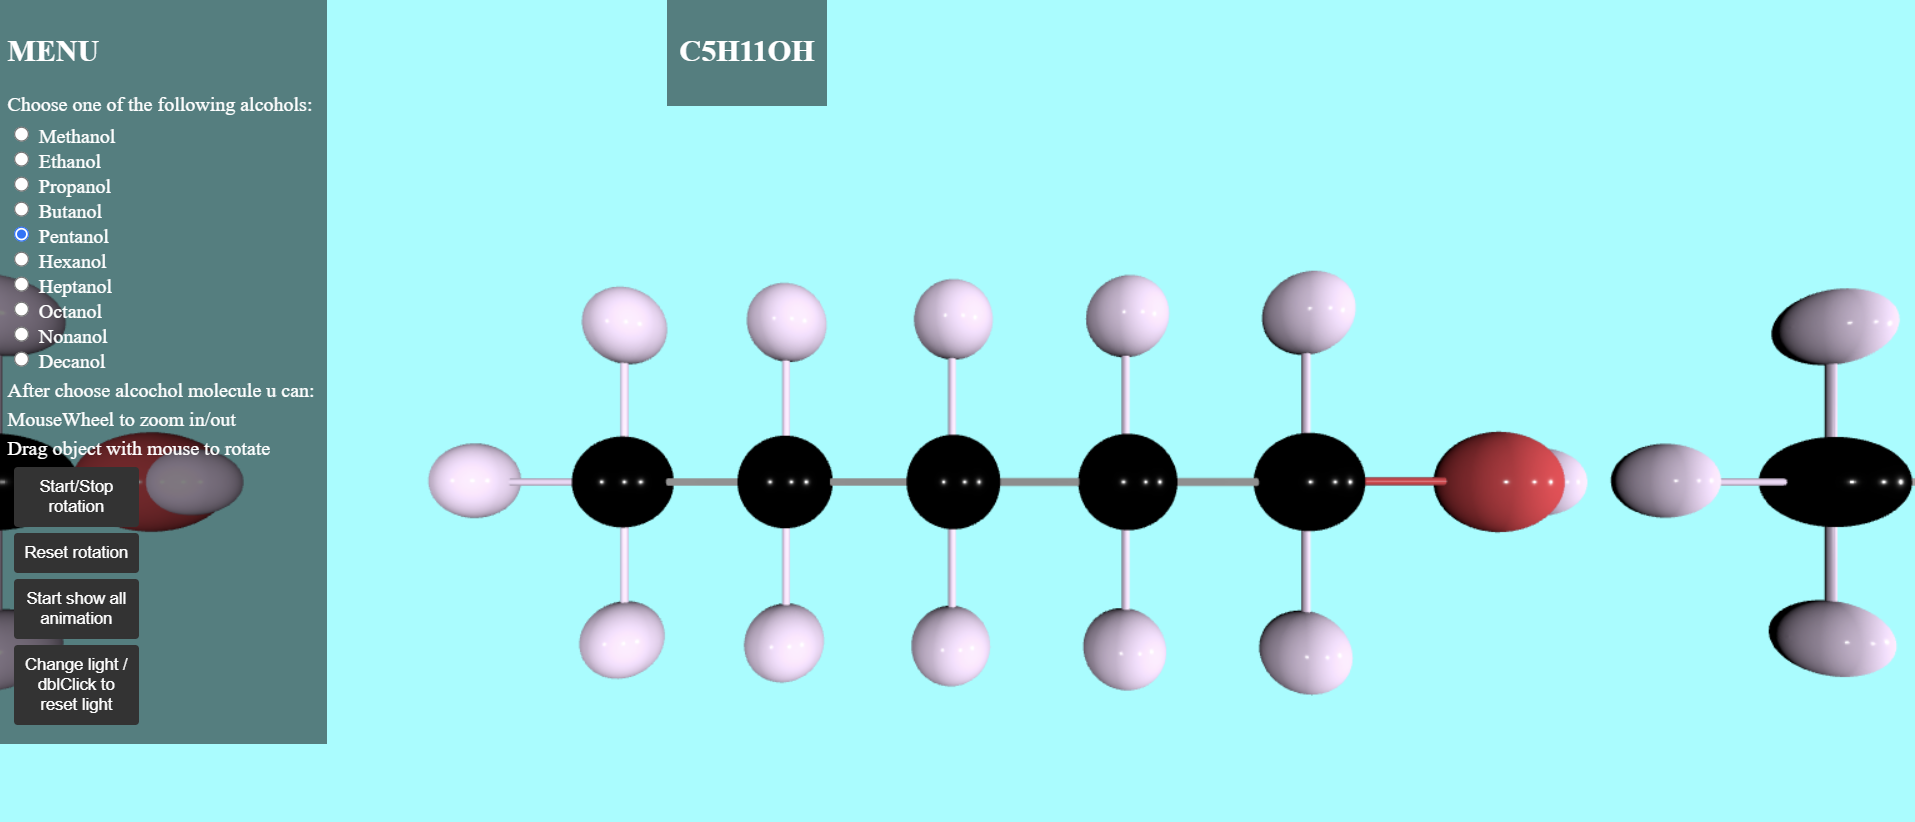 MENU
C5H11OH
Choose one of the following alcohols:
Methanol
Ethanol
Propanol
Butanol
Pentanol
Hexanol
Heptanol
Octanol
Nonanol
Decanol
After choose alcochol molecule u can:
MouseWheel to zoom in/out
Drag object with mouse to rotate
Start/Stop
rotation
Reset rotation
Start show all
animation
Change light /
dblClick to
reset light